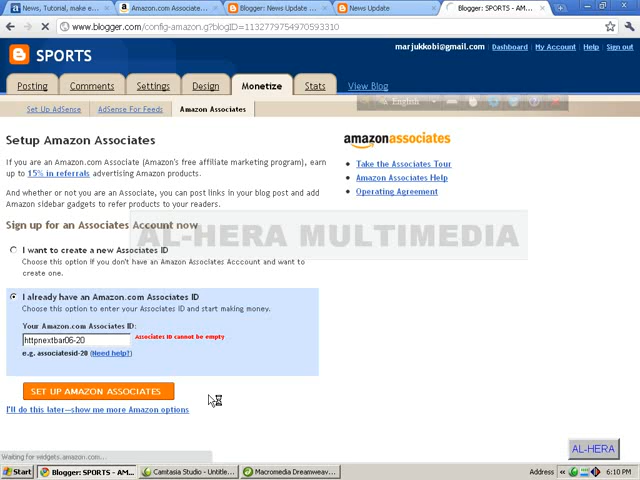 News, Tutorial, make e...
Amazon.com Associate...
Blogger: News Update ...
News Update
Blogger: SPORTS - AM...
www.blogger.com/config-amazon.g?blogID=1132779754970593310
SPORTS
marjukkobi@gmail.com
Dashboard
My Account
Help
Sign out
Posting
Comments
Settings
Design
Monetize
Stats
View Blog
English
Set Up AdSense
AdSense For Feeds
Amazon Associates
Setup Amazon Associates
If you are an Amazon.com Associate (Amazon's free affiliate marketing program), earn
up to 15% in referrals advertising Amazon products.
And whether or not you are an Associate, you can post links in your blog post and add
Amazon sidebar gadgets to refer products to your readers.
amazonassociates
Take the Associates Tour
Amazon Associates Help
Operating Agreement
Sign up for an Associates Account now
AL-HERA MULTIMEDIA
I want to create a new Associates ID
Choose this option if you don't have an Amazon Associates Acccount and want to
create one.
I already have an Amazon.com Associates ID
Choose this option to enter your Associates ID and start making money.
Your Amazon.com Associates ID:
httpnextbar06-20
Associates ID cannot be empty
e.g. associatesid-20 (Need help?)
SET UP AMAZON ASSOCIATES
I'll do this later—show me more Amazon options
AL-HERA
Waiting for widgets.amazon.com...
Start
Blogger: SPORTS - AM...
Camtasia Studio - Untitle...
Macromedia Dreamweav...
Address
6:10 PM